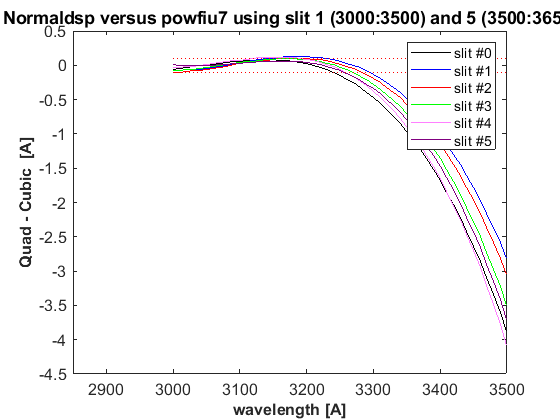 Normaldsp versus powfiu7 using slit 1 (3000:3500) and 5 (3500:365
0.5
0
-0.5
-1
-1.5
-2
-2.5
-3
-3.5
-4
-4.5
Quad - Cubic [A]
slit #0
slit #1
slit #2
slit #3
slit #4
slit #5
2900 3000 3100 3200 3300 3400 3500
wavelength [A]